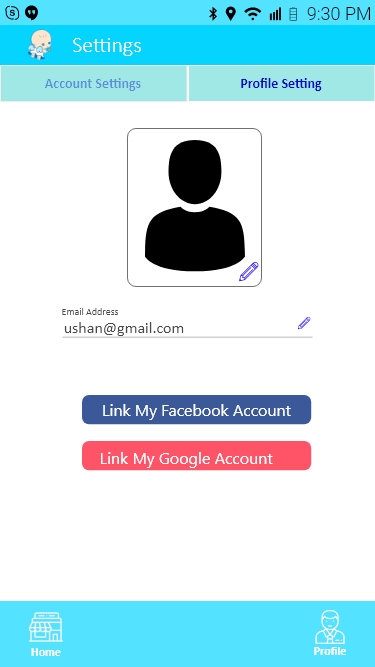 9:30 PM
Settings
Account Settings
Profile Setting
Email Address
ushan@gmail.com
Link My Facebook Account
Link My Google Account
Home
Profile